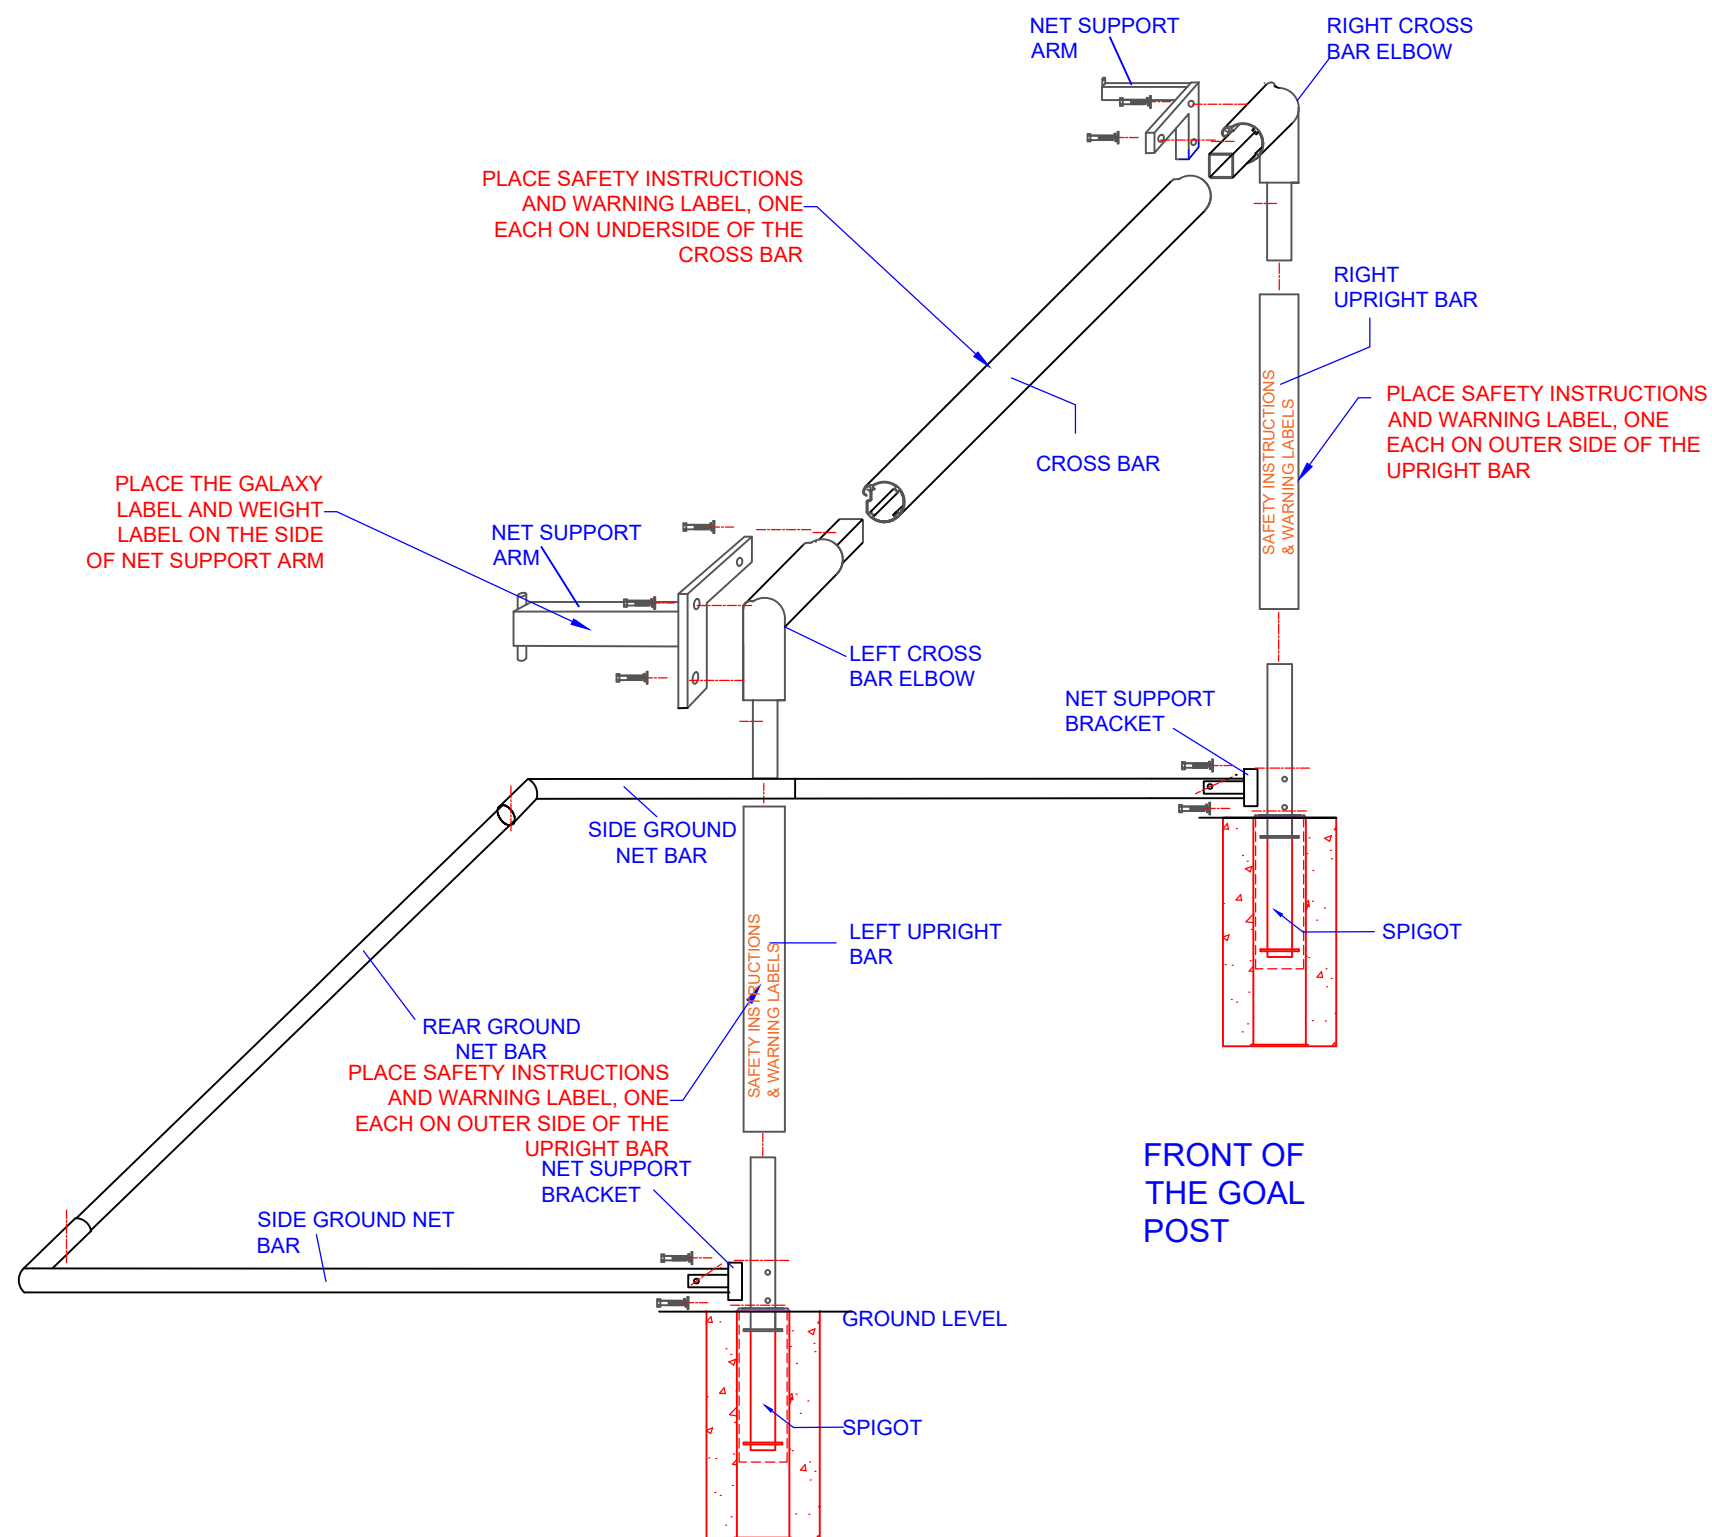 NET SUPPORT
ARM
RIGHT CROSS
BAR ELBOW
PLACE SAFETY INSTRUCTIONS
AND WARNING LABEL, ONE
EACH ON UNDERSIDE OF THE
CROSS BAR
RIGHT
UPRIGHT BAR
SAFETY INSTRUCTIONS
& WARNING LABELS
PLACE SAFETY INSTRUCTIONS
AND WARNING LABEL, ONE
EACH ON OUTER SIDE OF THE
UPRIGHT BAR
CROSS BAR
PLACE THE GALAXY
LABEL AND WEIGHT
LABEL ON THE SIDE
OF NET SUPPORT ARM
NET SUPPORT
ARM
LEFT CROSS
BAR ELBOW
NET SUPPORT
BRACKET
SIDE GROUND
NET BAR
SAFETY INSTRUCTIONS
& WARNING LABELS
LEFT UPRIGHT
BAR
SPIGOT
REAR GROUND
NET BAR
PLACE SAFETY INSTRUCTIONS
AND WARNING LABEL, ONE
EACH ON OUTER SIDE OF THE
UPRIGHT BAR
NET SUPPORT
BRACKET
FRONT OF
THE GOAL
POST
SIDE GROUND NET
BAR
GROUND LEVEL
SPIGOT